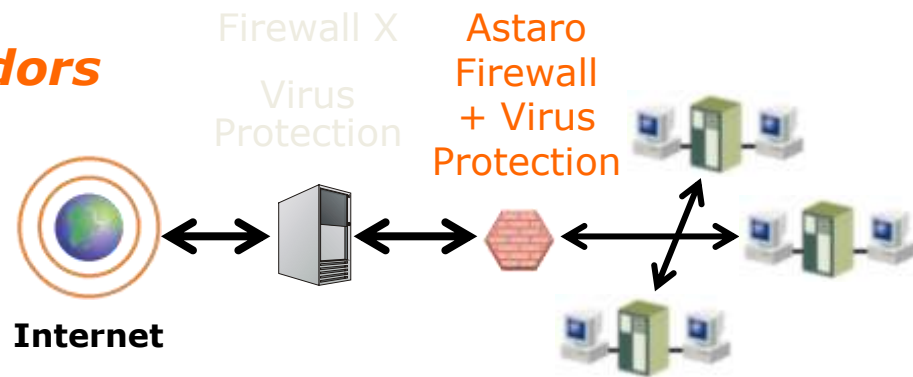 dors
Firewall X
Virus
Protection
Astaro
Firewall
+ Virus
Protection
Internet